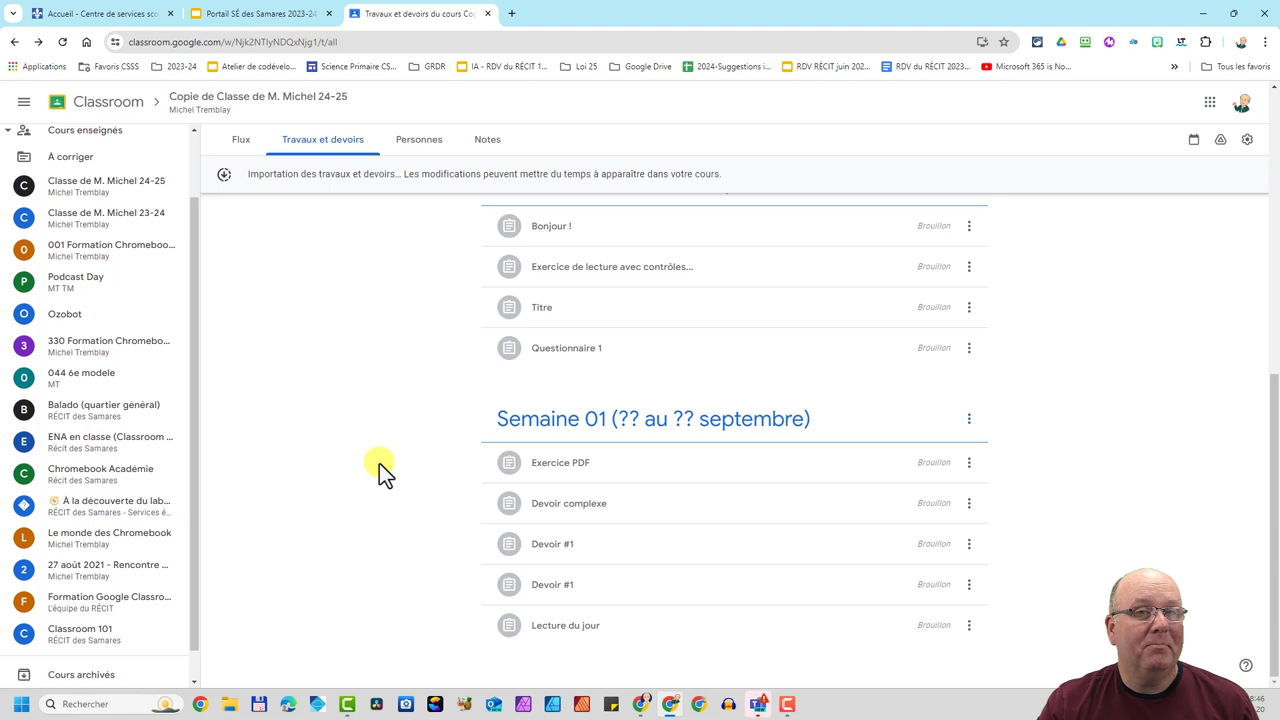 Accueil - Centre de services sco
Portail SÉ des Samares 2023-24
Travaux et devoirs du cours Cop
classroom.google.com/w/Njk2NTIyNDQxNjg1/t/all
Applications
Favoris CSSS
2023-24
Atelier de codévelo...
Science Primaire CS...
GRDR
IA - RDV du RÉCIT 1...
Loi 25
Google Drive
2024-Suggestions i...
RDV RÉCIT juin 202...
RDV du RÉCIT 2023...
Microsoft 365 is No...
Tous les favoris
Classroom
Copie de Classe de M. Michel 24-25
Michel Tremblay
Cours enseignés
À corriger
C Classe de M. Michel 24-25
Michel Tremblay
C Classe de M. Michel 23-24
Michel Tremblay
0 001 Formation Chromeboo...
Michel Tremblay
P Podcast Day
MT TM
O Ozobot
3 330 Formation Chromebo...
Michel Tremblay
0 044 6e modele
MT
B Balado (quartier général)
RÉCIT des Samares
E ENA en classe (Classroom ...
Récit des Samares
C Chromebook Académie
Récit des Samares
À la découverte du lab...
RÉCIT des Samares - Services é...
L Le monde des Chromebook
Michel Tremblay
2 27 août 2021 - Rencontre ...
Michel Tremblay
F Formation Google Classro...
L'équipe du RÉCIT
C Classroom 101
RÉCIT des Samares
Cours archivés
Flux
Travaux et devoirs
Personnes
Notes
Importation des travaux et devoirs... Les modifications peuvent mettre du temps à apparaître dans votre cours.
Bonjour ! Brouillon
Exercice de lecture avec contrôles... Brouillon
Titre Brouillon
Questionnaire 1 Brouillon
Semaine 01 (?? au ?? septembre)
Exercice PDF Brouillon
Devoir complexe Brouillon
Devoir #1 Brouillon
Devoir #1 Brouillon
Lecture du jour Brouillon
Rechercher